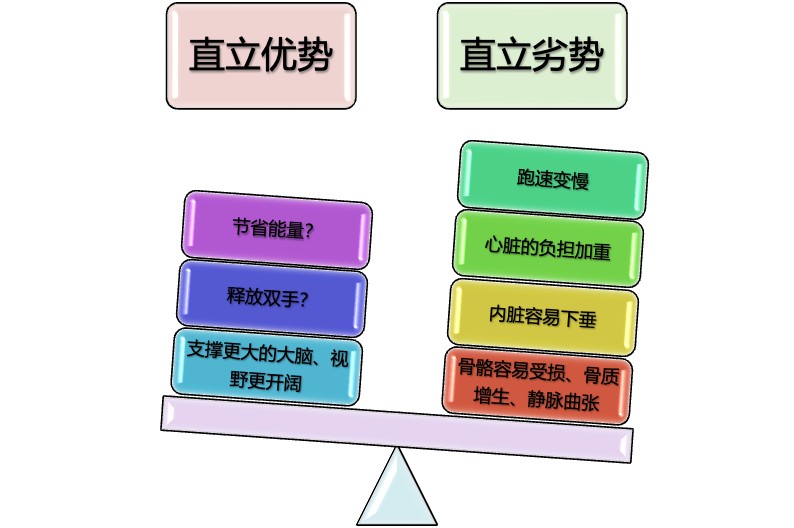 直立优势
直立劣势
节省能量?
释放双手?
支撑更大的大脑、视
野更开阔
跑速变慢
心脏的负担加重
内脏容易下垂
骨骼容易受损、骨质
增生、静脉曲张